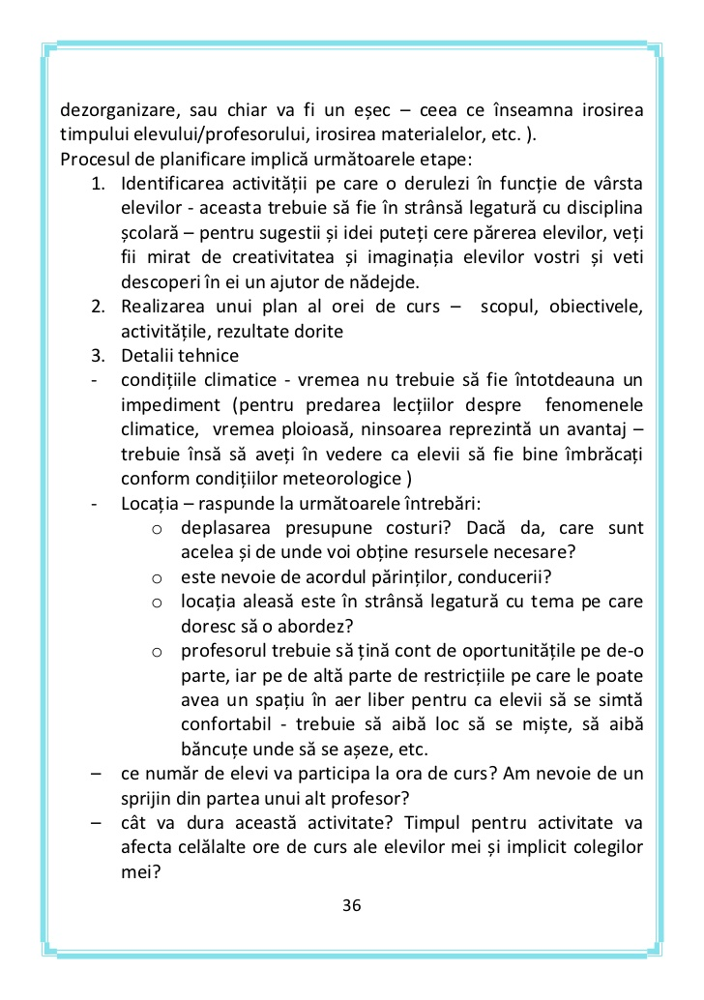 dezorganizare, sau chiar va fi un eșec – ceea ce înseamna irosirea
timpului elevului/profesorului, irosirea materialelor, etc. ).
Procesul de planificare implică următoarele etape:
1. Identificarea activității pe care o derulezi în funcție de vârsta
elevilor - aceasta trebuie să fie în strânsă legatură cu disciplina
școlară – pentru sugestii și idei puteți cere părerea elevilor, veți
fii mirat de creativitatea și imaginația elevilor vostri și veti
descoperi în ei un ajutor de nădejde.
2. Realizarea unui plan al orei de curs – scopul, obiectivele,
activitățile, rezultate dorite
3. Detalii tehnice
- condițiile climatice - vremea nu trebuie să fie întotdeauna un
impediment (pentru predarea lecțiilor despre fenomenele
climatice, vremea ploioasă, ninsoarea reprezintă un avantaj –
trebuie însă să aveți în vedere ca elevii să fie bine îmbrăcați
conform condițiilor meteorologice )
- Locația – raspunde la următoarele întrebări:
o deplasarea presupune costuri? Dacă da, care sunt
acelea și de unde voi obține resursele necesare?
o este nevoie de acordul părinților, conducerii?
o locația aleasă este în strânsă legatură cu tema pe care
doresc să o abordez?
o profesorul trebuie să țină cont de oportunitățile pe de-o
parte, iar pe de altă parte de restricțiile pe care le poate
avea un spațiu în aer liber pentru ca elevii să se simtă
confortabil - trebuie să aibă loc să se miște, să aibă
băncuțe unde să se așeze, etc.
– ce număr de elevi va participa la ora de curs? Am nevoie de un
sprijin din partea unui alt profesor?
– cât va dura această activitate? Timpul pentru activitate va
afecta celălalte ore de curs ale elevilor mei și implicit colegilor
mei?
36